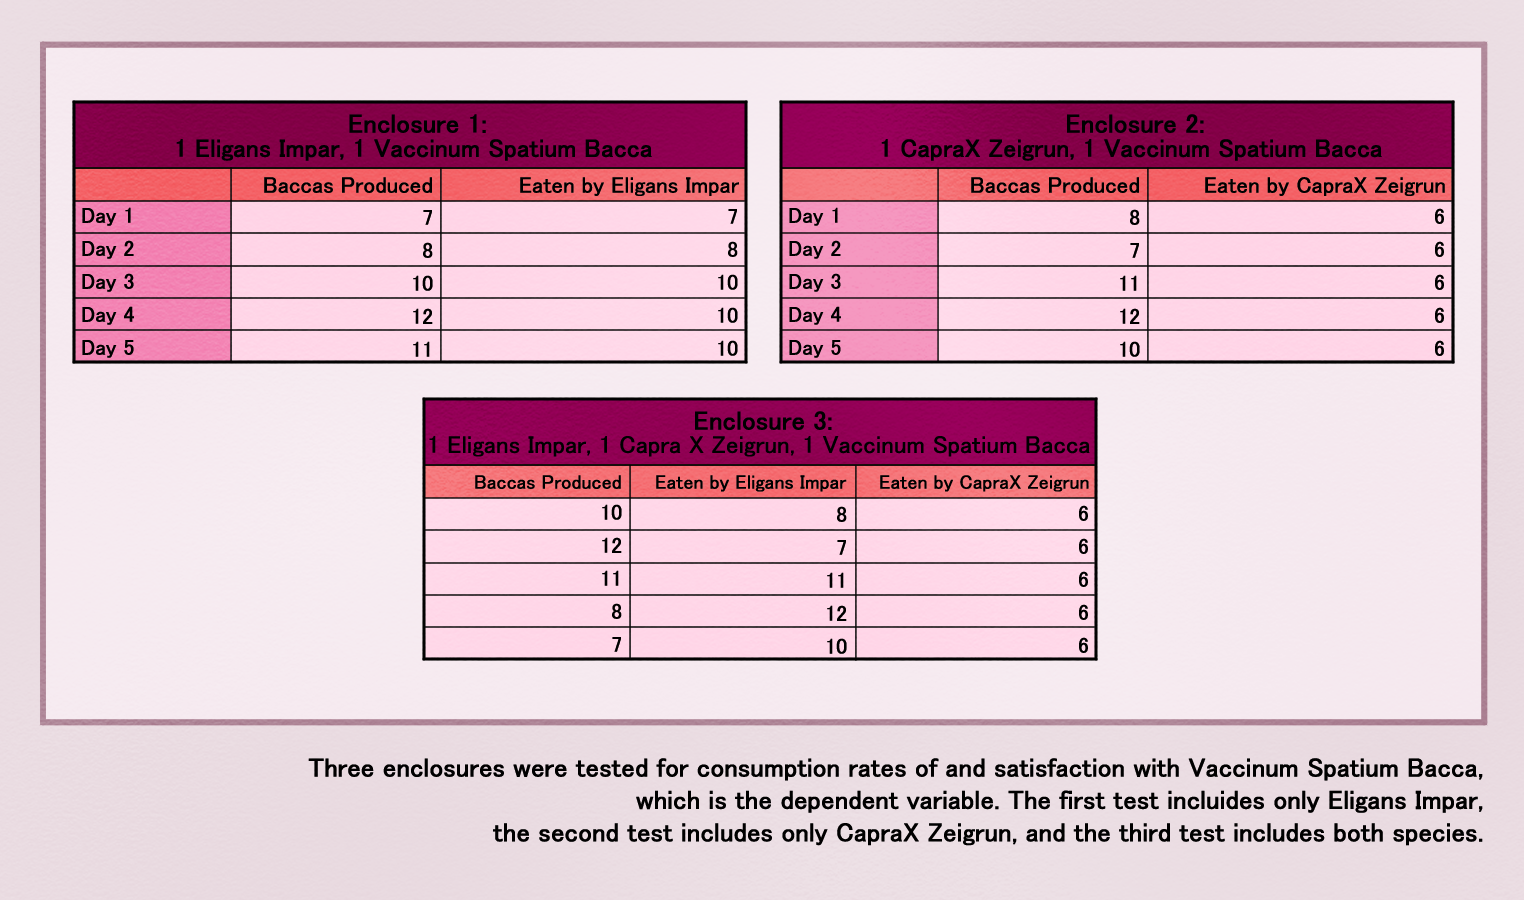 Enclosure 1:
1 Eligans Impar, 1 Vaccinum Spatium Bacca
Baccas Produced Eaten by Eligans Impar
Day 1 7 7
Day 2 8 8
Day 3 10 10
Day 4 12 10
Day 5 11 10
Enclosure 2:
1 CapraX Zeigrun, 1 Vaccinum Spatium Bacca
Baccas Produced Eaten by CapraX Zeigrun
Day 1 8 6
Day 2 7 6
Day 3 11 6
Day 4 12 6
Day 5 10 6
Enclosure 3:
1 Eligans Impar, 1 Capra X Zeigrun, 1 Vaccinum Spatium Bacca
Baccas Produced Eaten by Eligans Impar Eaten by CapraX Zeigrun
10 8 6
12 7 6
11 11 6
8 12 6
7 10 6
Three enclosures were tested for consumption rates of and satisfaction with Vaccinum Spatium Bacca,
which is the dependent variable. The first test incluides only Eligans Impar,
the second test includes only CapraX Zeigrun, and the third test includes both species.